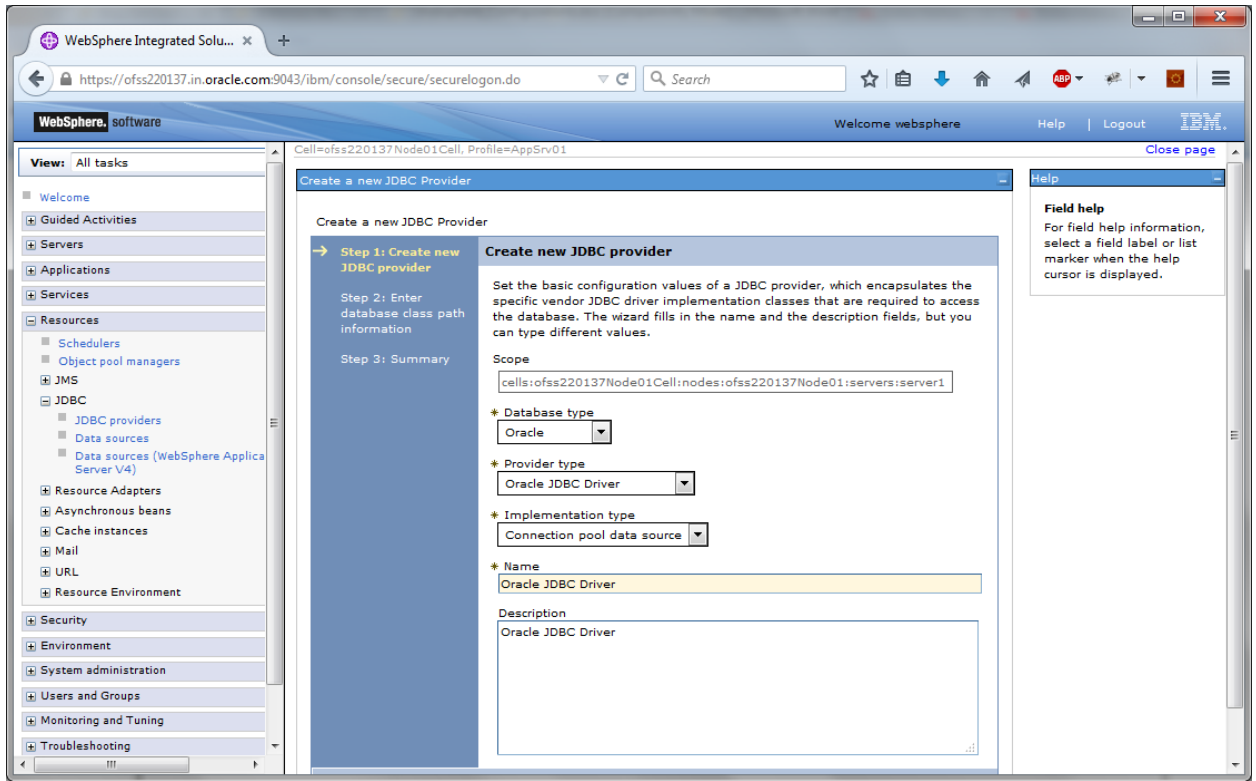 WebSphere Integrated Solu...
https://ofss220137.in.oracle.com:9043/ibm/console/secure/securelogon.do
Search
ABP
WebSphere. software
Welcome websphere
Help | Logout
IBM.
View: All tasks
Welcome
Guided Activities
Servers
Applications
Services
Resources
Schedulers
Object pool managers
JMS
JDBC
JDBC providers
Data sources
Data sources (WebSphere Applica
Server V4)
Resource Adapters
Asynchronous beans
Cache instances
Mail
URL
Resource Environment
Security
Environment
System administration
Users and Groups
Monitoring and Tuning
Troubleshooting
Cell=ofss220137Node01Cell, Profile=AppSrv01
Close page
Create a new JDBC Provider
Create a new JDBC Provider
Step 1: Create new
JDBC provider
Step 2: Enter
database class path
information
Step 3: Summary
Create new JDBC provider
Set the basic configuration values of a JDBC provider, which encapsulates the
specific vendor JDBC driver implementation classes that are required to access
the database. The wizard fills in the name and the description fields, but you
can type different values.
Scope
cells:ofss220137Node01Cell:nodes:ofss220137Node01:servers:server1
* Database type
Oracle
* Provider type
Oracle JDBC Driver
* Implementation type
Connection pool data source
* Name
Oracle JDBC Driver
Description
Oracle JDBC Driver
Help
Field help
For field help information,
select a field label or list
marker when the help
cursor is displayed.